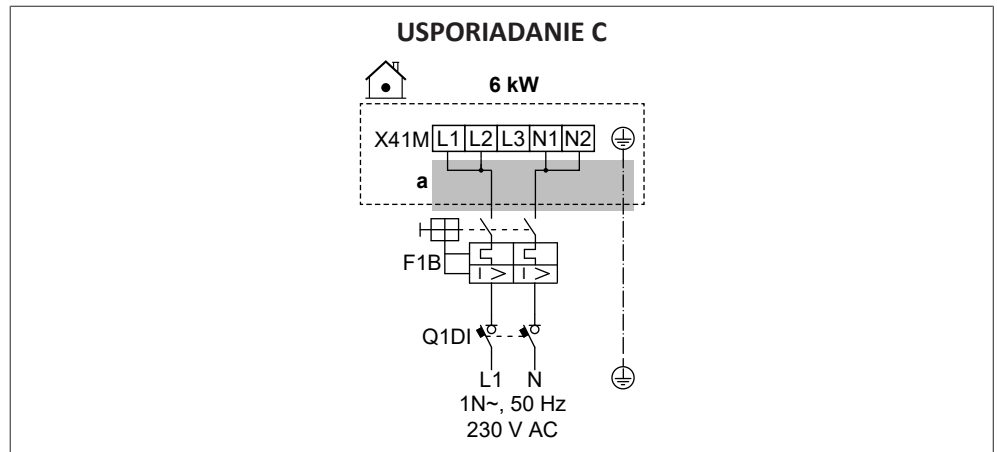 USPORIADANIE C
6 kW
X41M L1 L2 L3 N1 N2
a
F1B
I > I >
Q1DI
L1 N
1N~, 50 Hz
230 V AC